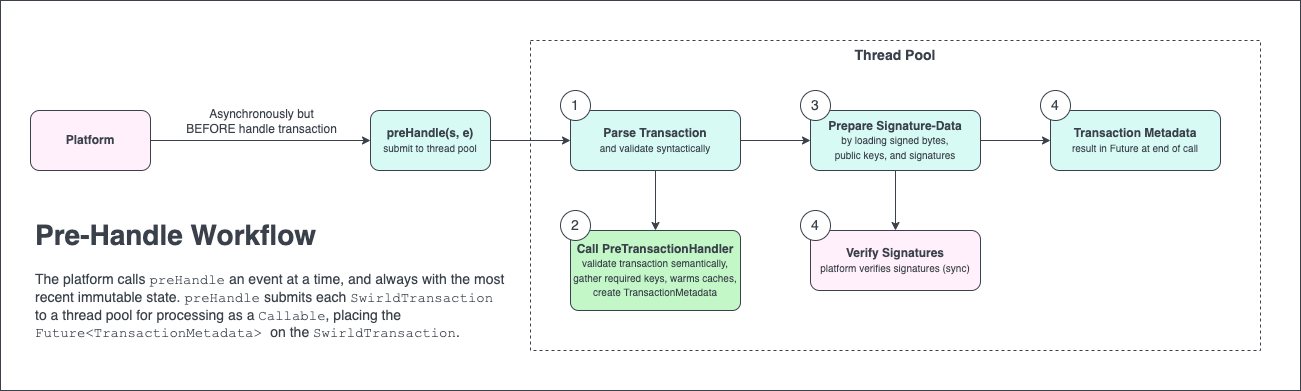 Thread Pool
Platform
Asynchronously but
BEFORE handle transaction
preHandle(s, e)
submit to thread pool
1
Parse Transaction
and validate syntactically
3
Prepare Signature-Data
by loading signed bytes,
public keys, and signatures
4
Transaction Metadata
result in Future at end of call
2
Call PreTransactionHandler
validate transaction semantically,
gather required keys, warms caches,
create TransactionMetadata
4
Verify Signatures
platform verifies signatures (sync)
Pre-Handle Workflow
The platform calls preHandle an event at a time, and always with the most
recent immutable state. preHandle submits each SwirldTransaction
to a thread pool for processing as a Callable, placing the
Future<TransactionMetadata> on the SwirldTransaction.